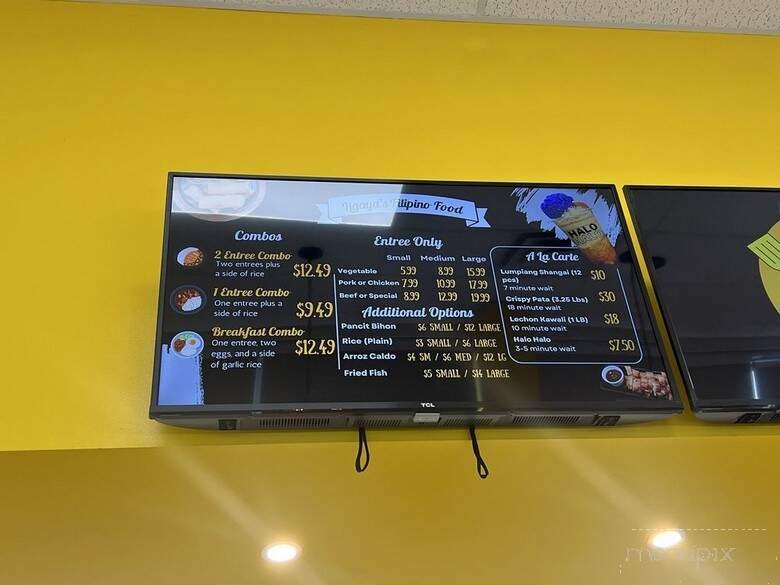 Ugaya's Filipino Food
Combos
2 Entree Combo
Two entrees plus
a side of rice
$12.49
1 Entree Combo
One entree plus a
side of rice
$9.49
Breakfast Combo
One entree, two
eggs, and a side
of garlic rice
$12.49
Entree Only
Small Medium Large
Vegetable 5.99 8.99 15.99
Pork or Chicken 7.99 10.99 17.99
Beef or Special 8.99 12.99 19.99
Additional Options
Pancit Bihon $6 SMALL / $12 LARGE
Rice (Plain) $3 SMALL / $6 LARGE
Arroz Caldo $4 SM / $6 MED / $12 LG
Fried Fish $5 SMALL / $14 LARGE
HALO
A La Carte
Lumpiang Shangai (12
pcs)
$10
7 minute wait
Crispy Pata (3.25 Lbs) $30
18 minute wait
Lechon Kawali (1 LB) $18
10 minute wait
Halo Halo $7.50
3-5 minute wait
TCL